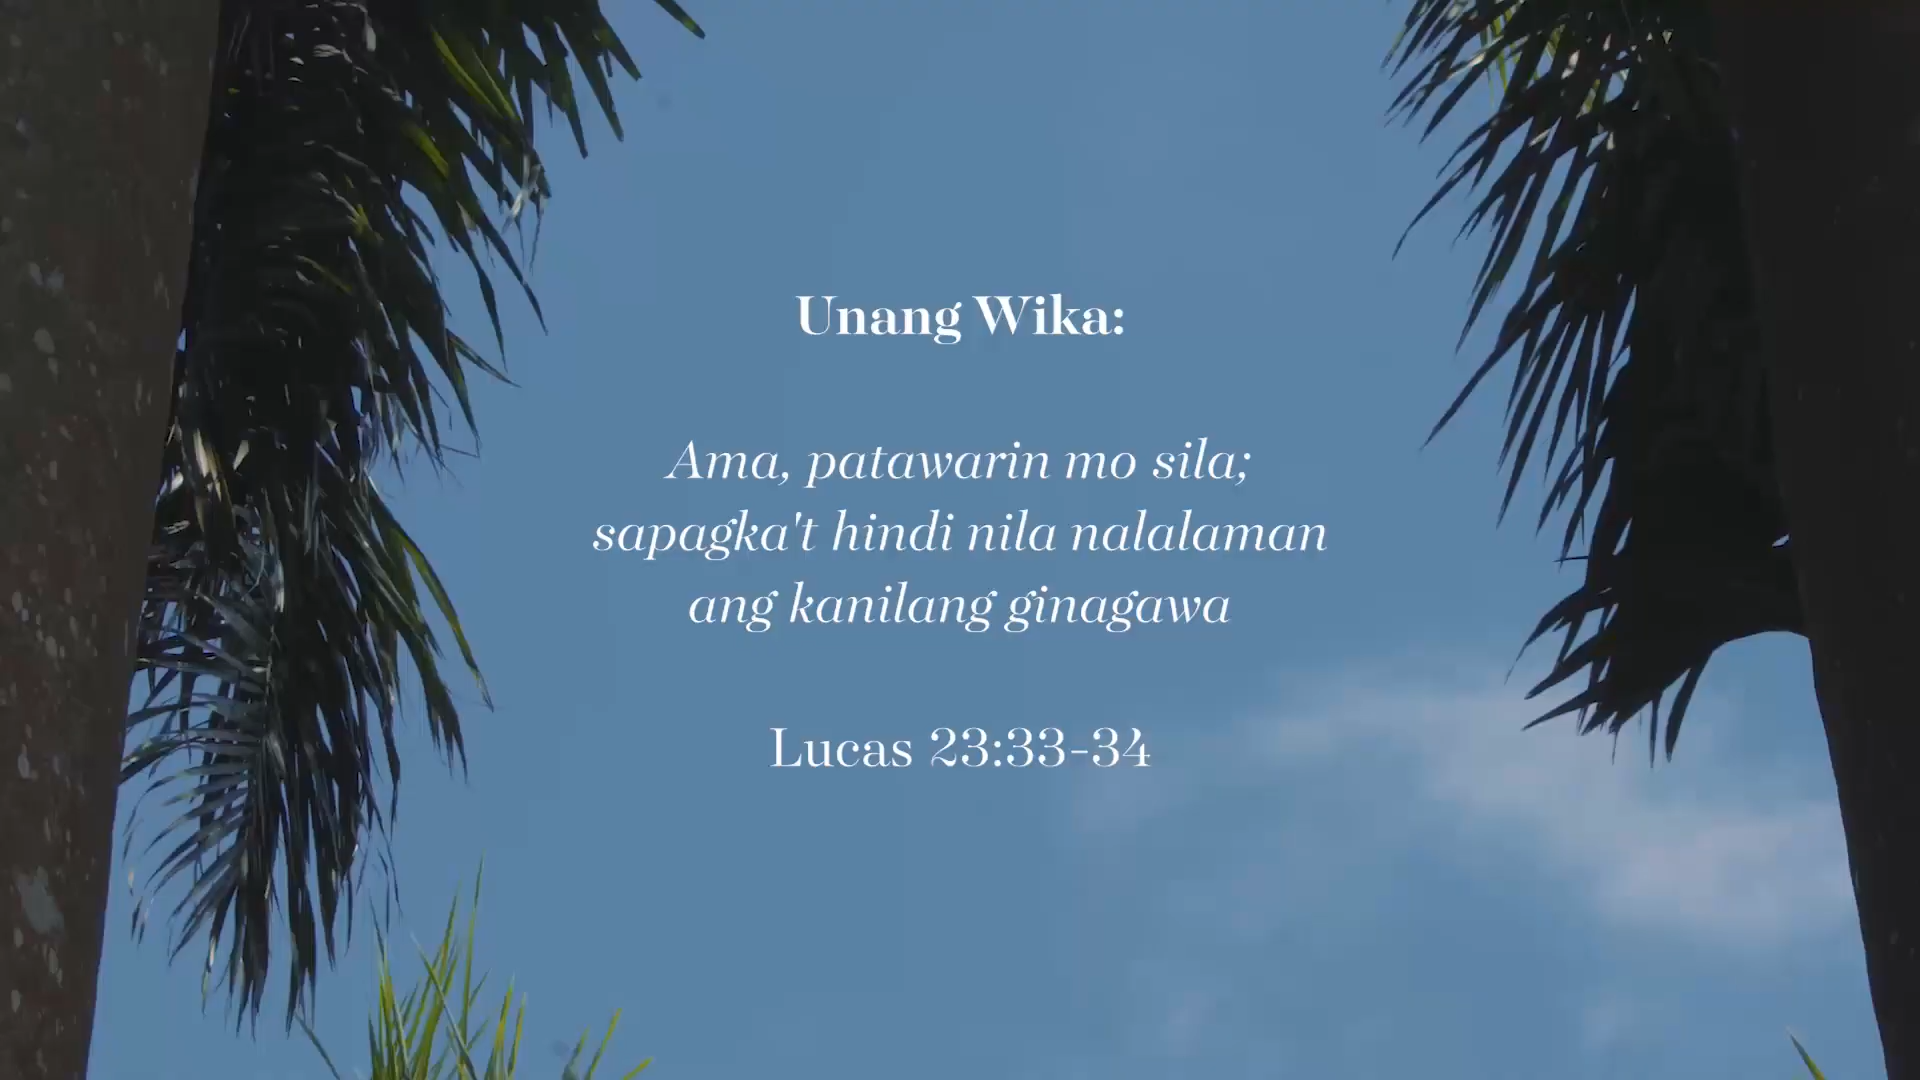 Unang Wika:
Ama, patawarin mo sila;
sapagka't hindi nila nalalaman
ang kanilang ginagawa
Lucas 23:33-34